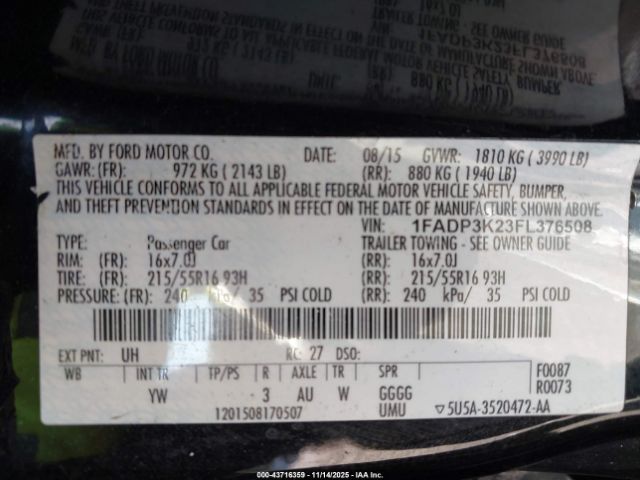 MFD. BY FORD MOTOR CO. DATE: 08/15 GVWR: 1810 KG ( 3990 LB)
GAWR: (FR): 972 KG ( 2143 LB) (RR): 880 KG ( 1940 LB)
THIS VEHICLE CONFORMS TO ALL APPLICABLE FEDERAL MOTOR VEHICLE SAFETY, BUMPER,
AND THEFT PREVENTION STANDARDS IN EFFECT ON THE DATE OF MANUFACTURE SHOWN ABOVE.
VIN: 1FADP3K23FL376508
TYPE: Passenger Car TRAILER TOWING - SEE OWNER GUIDE
RIM: (FR): 16x7.0J (RR): 16x7.0J
TIRE: (FR): 215/55R16 93H (RR): 215/55R16 93H
PRESSURE: (FR): 240 kPa/ 35 PSI COLD (RR): 240 kPa/ 35 PSI COLD
EXT PNT: UH RC: 27 DSO:
WB INT TR TP/PS R AXLE TR SPR F0087
YW 3 AU W GGGG R0073
1201508170507 UMU ▽5U5A-3520472-AA
000-43716359 | 11/14/2025 - IAA, Inc.